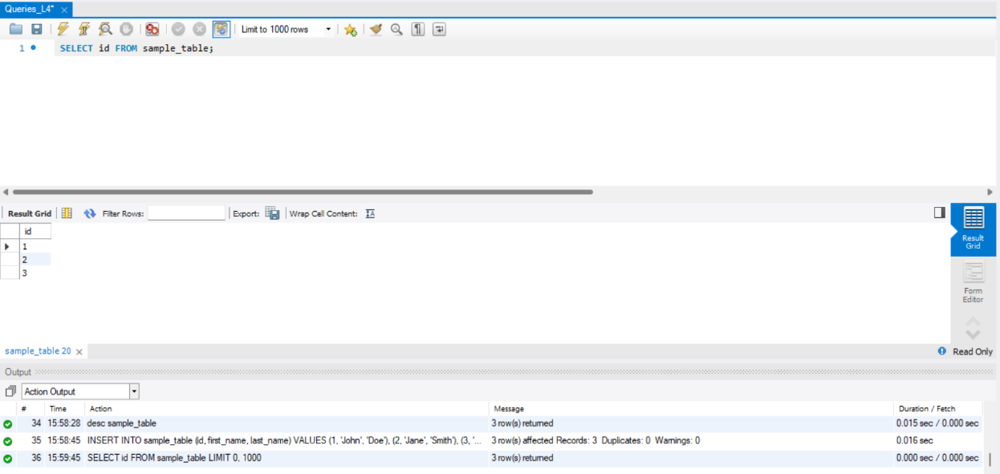 Queries_L4*
Limit to 1000 rows
1 SELECT id FROM sample_table;
Result Grid Filter Rows: Export: Wrap Cell Content: IA
id
1
2
3
Result
Grid
Form
Editor
sample_table 20 Read Only
Output
Action Output
# Time Action Message Duration / Fetch
34 15:58:28 desc sample_table 3 row(s) returned 0.015 sec / 0.000 sec
35 15:58:45 INSERT INTO sample_table (id, first_name, last_name) VALUES (1, 'John', 'Doe'), (2, 'Jane', 'Smith'), (3, '... 3 row(s) affected Records: 3 Duplicates: 0 Warnings: 0 0.016 sec
36 15:59:45 SELECT id FROM sample_table LIMIT 0, 1000 3 row(s) returned 0.000 sec / 0.000 sec